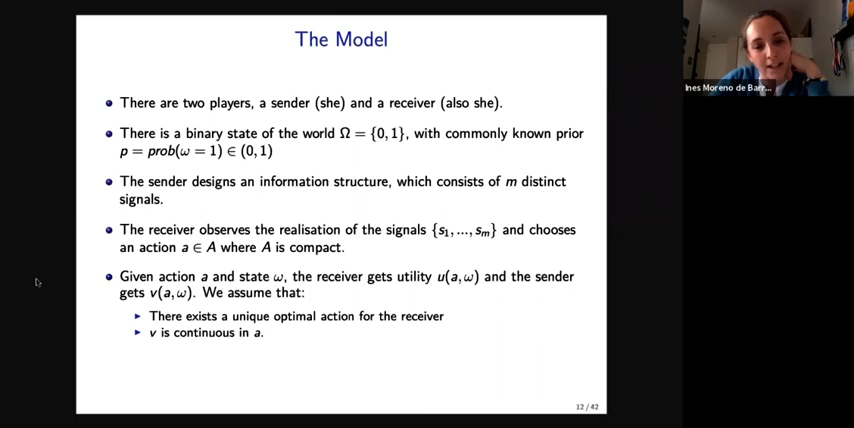 The Model
There are two players, a sender (she) and a receiver (also she).
There is a binary state of the world Ω = {0, 1}, with commonly known prior
p = prob(ω = 1) ∈ (0, 1)
The sender designs an information structure, which consists of m distinct
signals.
The receiver observes the realisation of the signals {s₁, ..., sₘ} and chooses
an action a ∈ A where A is compact.
Given action a and state ω, the receiver gets utility u(a, ω) and the sender
gets v(a, ω). We assume that:
There exists a unique optimal action for the receiver
v is continuous in a.
12 / 42
Ines Moreno de Barr...